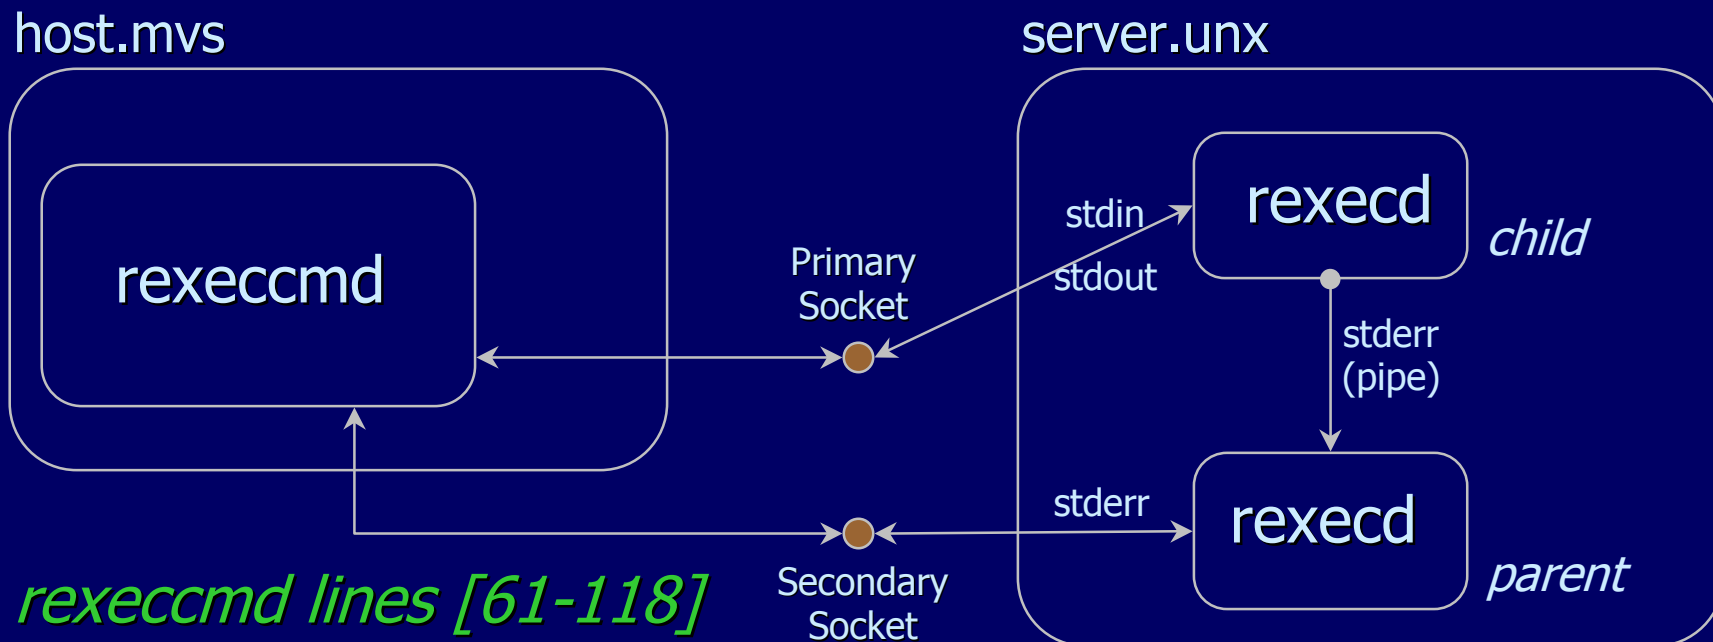 host.mvs
server.unx
rexeccmd
Primary
Socket
stdin
stdout
rexecd
child
stderr
(pipe)
stderr
rexecd
parent
Secondary
Socket
rexeccmd lines [61-118]